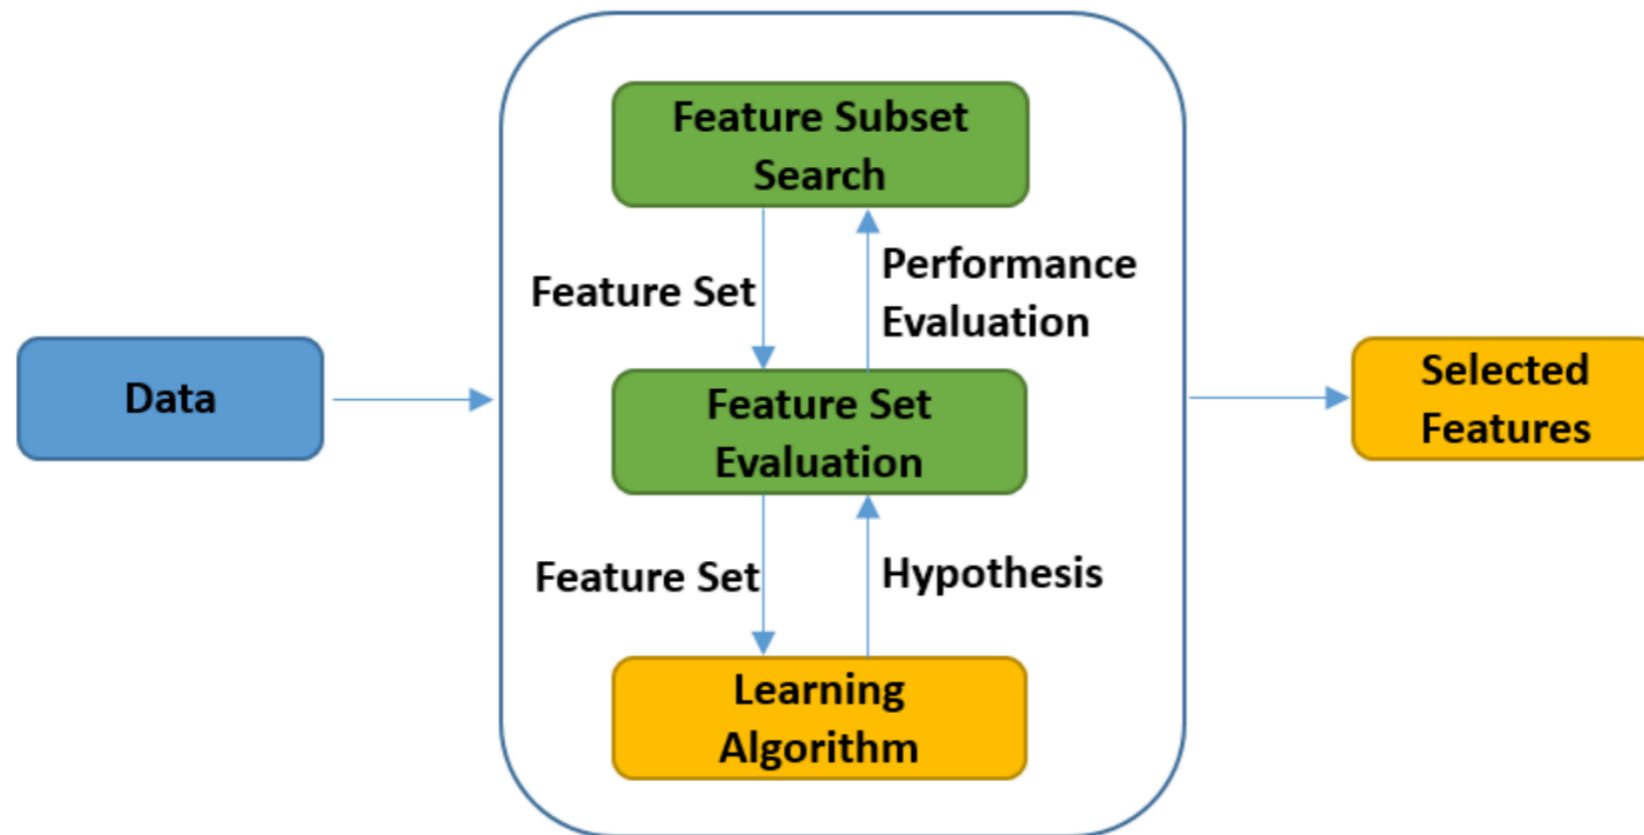 Feature Subset
Search
Feature Set
Performance
Evaluation
Data
Feature Set
Evaluation
Selected
Features
Feature Set
Hypothesis
Learning
Algorithm